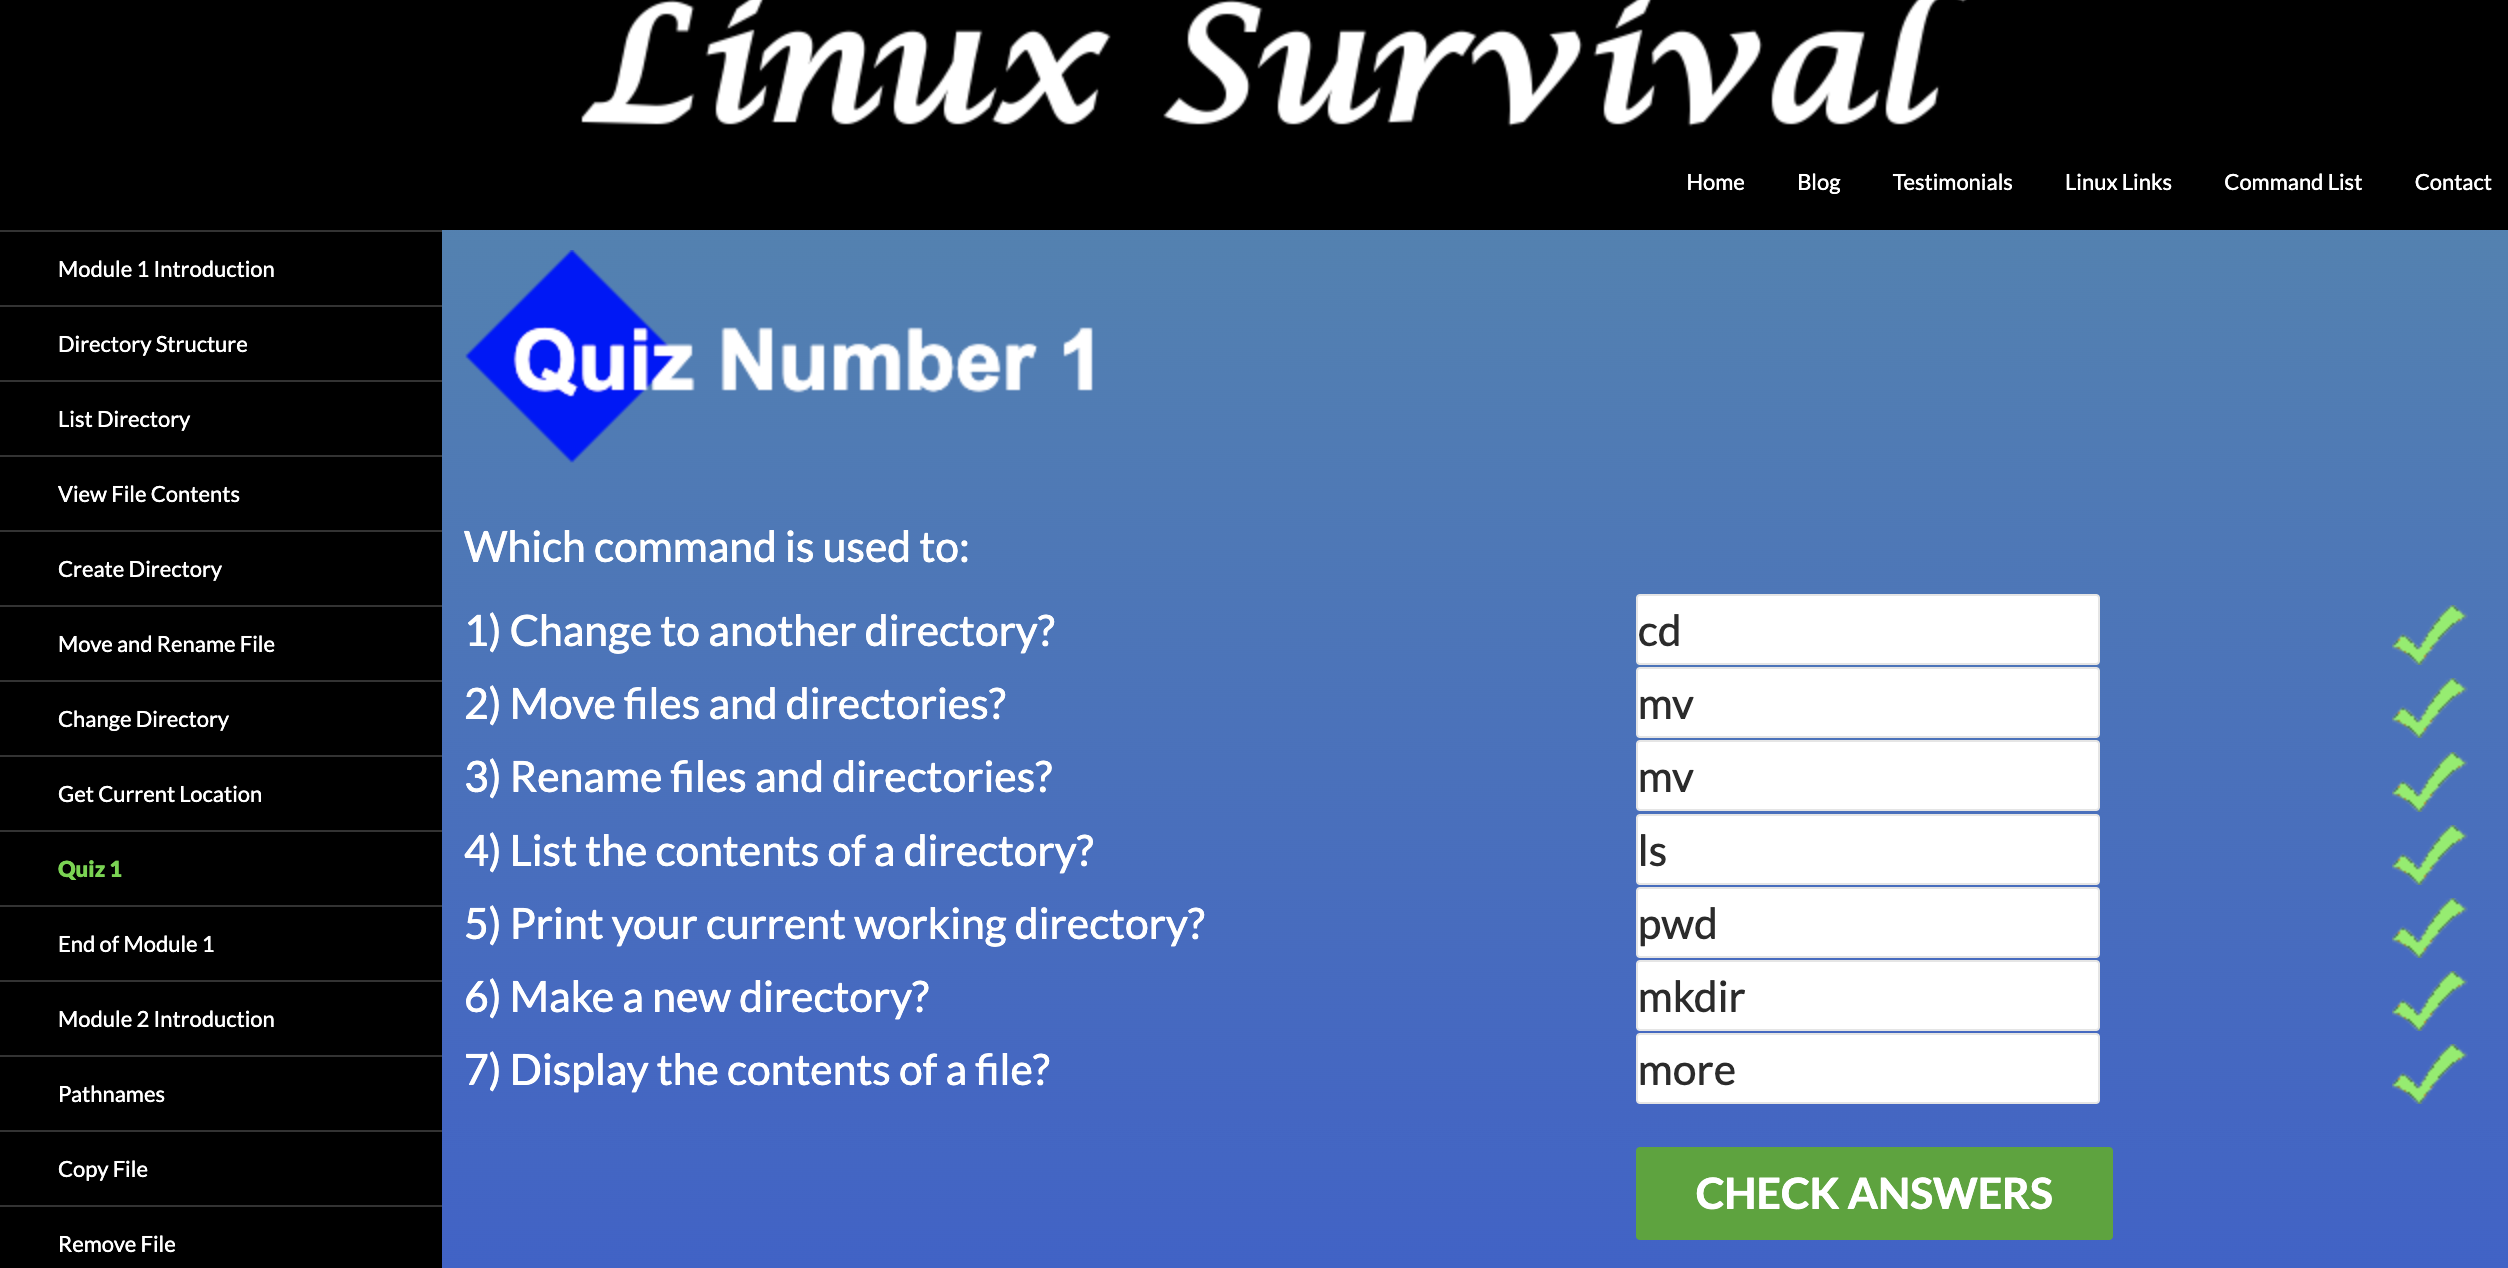 Linux Survival
Home Blog Testimonials Linux Links Command List Contact
Module 1 Introduction
Directory Structure
List Directory
View File Contents
Create Directory
Move and Rename File
Change Directory
Get Current Location
Quiz 1
End of Module 1
Module 2 Introduction
Pathnames
Copy File
Remove File
Quiz Number 1
Which command is used to:
1) Change to another directory? cd
2) Move files and directories? mv
3) Rename files and directories? mv
4) List the contents of a directory? ls
5) Print your current working directory? pwd
6) Make a new directory? mkdir
7) Display the contents of a file? more
CHECK ANSWERS